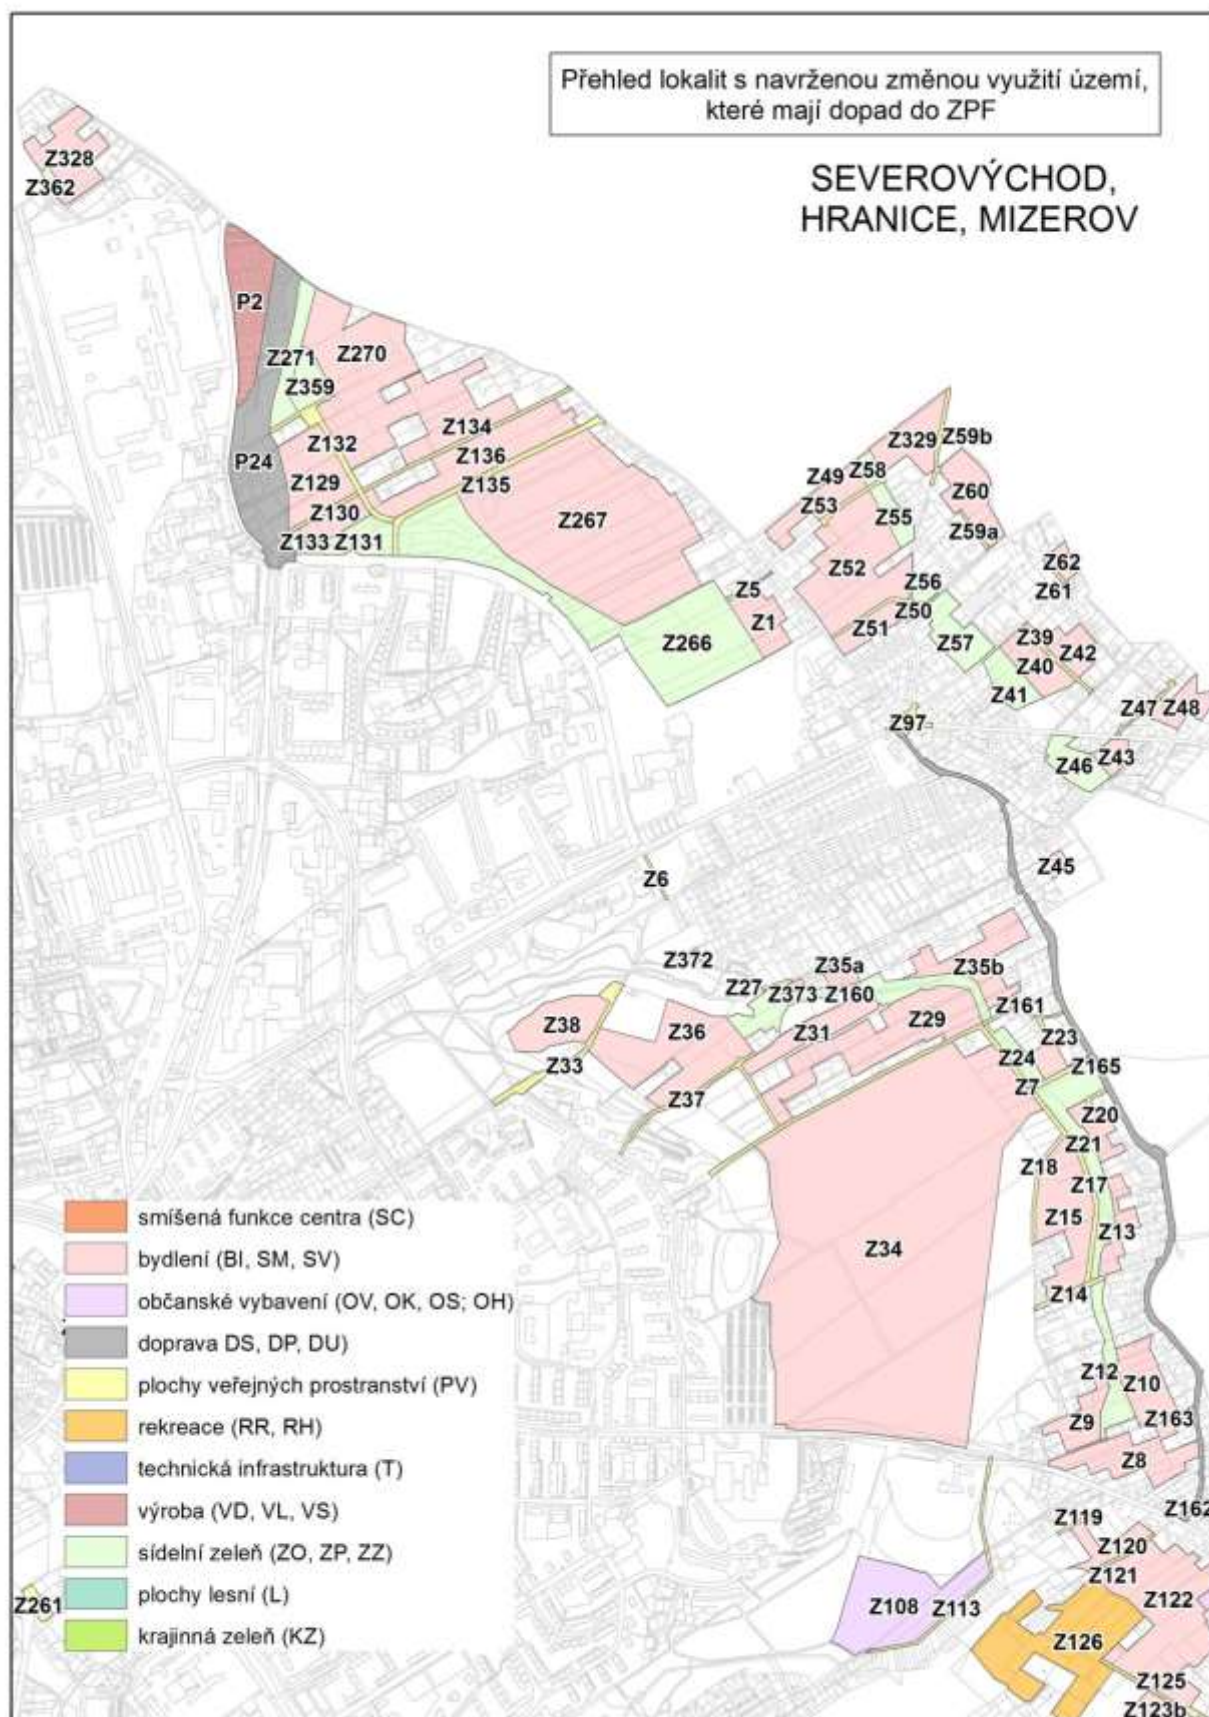 Přehled lokalit s navrženou změnou využití území,
které mají dopad do ZPF
SEVEROVÝCHOD,
HRANICE, MIZEROV
Z328
Z362
P2
Z271
Z270
Z359
Z134
Z132
Z136
P24
Z129
Z135
Z130
Z133
Z131
Z267
Z329
Z59b
Z49
Z58
Z53
Z60
Z55
Z59a
Z52
Z62
Z61
Z56
Z5
Z50
Z1
Z51
Z57
Z39
Z42
Z40
Z266
Z41
Z47
Z48
Z97
Z46
Z43
Z45
Z6
Z372
Z35a
Z35b
Z27
Z373
Z160
Z161
Z38
Z36
Z31
Z29
Z23
Z24
Z165
Z33
Z37
Z7
Z20
Z21
Z18
Z17
Z15
Z13
Z34
Z14
Z12
Z10
Z9
Z163
Z8
Z162
Z119
Z120
Z121
Z122
Z108
Z113
Z126
Z125
Z123b
Z261
smíšená funkce centra (SC)
bydlení (BI, SM, SV)
občanské vybavení (OV, OK, OS; OH)
doprava DS, DP, DU)
plochy veřejných prostranství (PV)
rekreace (RR, RH)
technická infrastruktura (T)
výroba (VD, VL, VS)
sídelní zeleň (ZO, ZP, ZZ)
plochy lesní (L)
krajinná zeleň (KZ)